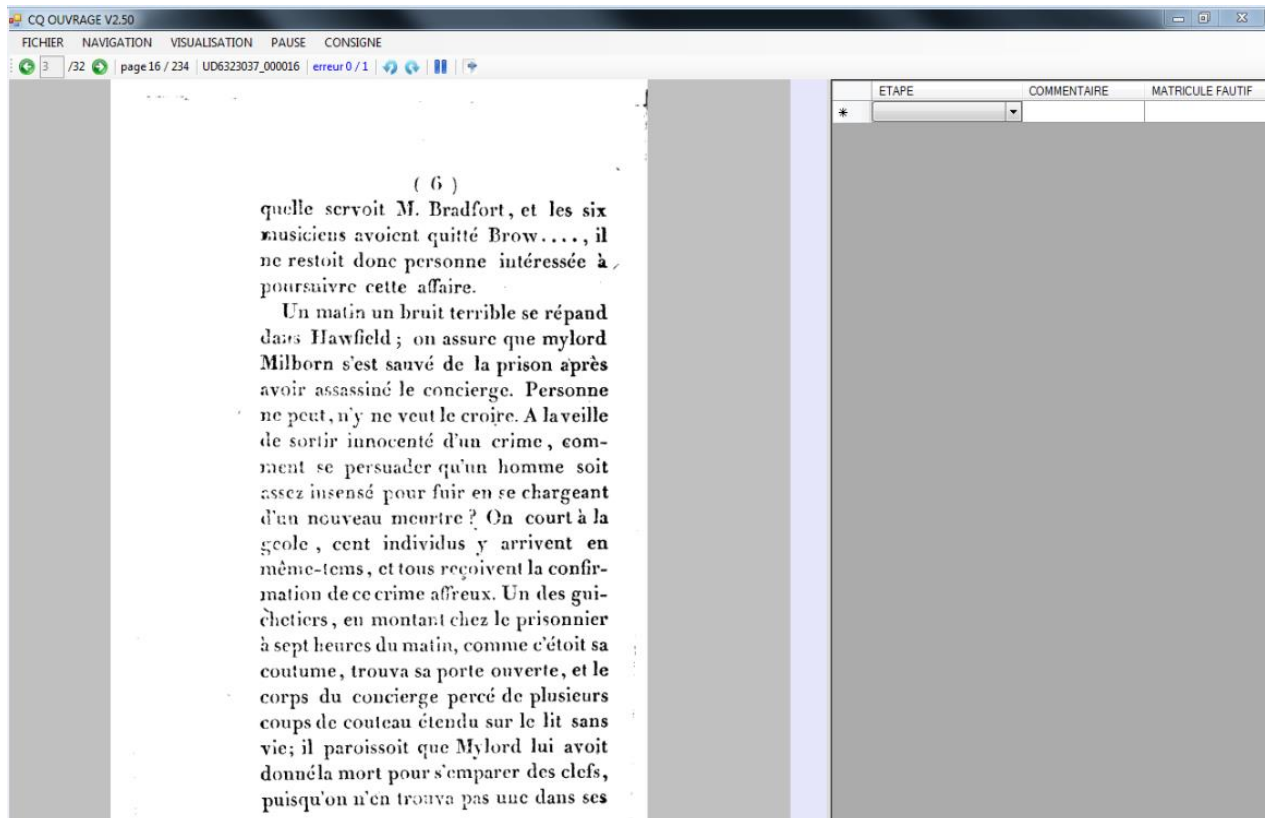 CQ OUVRAGE V2.50
FICHIER NAVIGATION VISUALISATION PAUSE CONSIGNE
3 /32 page 16 / 234 UD6323037_000016 erreur 0 / 1
ETAPE COMMENTAIRE MATRICULE FAUTIF
( 6 )
quelle servoit M. Bradfort, et les six
musiciens avoient quitté Brow...., il
ne restoit donc personne intéressée à
poursuivre cette affaire.
Un matin un bruit terrible se répand
dans Hawfield ; on assure que mylord
Milborn s'est sauvé de la prison après
avoir assassiné le concierge. Personne
ne peut, n'y ne veut le croire. A la veille
de sortir innocenté d'un crime, com-
ment se persuader qu'un homme soit
assez insensé pour fuir en se chargeant
d'un nouveau meurtre ? On court à la
geole, cent individus y arrivent en
même-tems, et tous reçoivent la confir-
mation de ce crime affreux. Un des gui-
chetiers, en montant chez le prisonnier
à sept heures du matin, comme c'étoit sa
coutume, trouva sa porte ouverte, et le
corps du concierge percé de plusieurs
coups de couteau étendu sur le lit sans
vie; il paroissoit que Mylord lui avoit
donné la mort pour s'emparer des clefs,
puisqu'on n'en trouva pas une dans ses